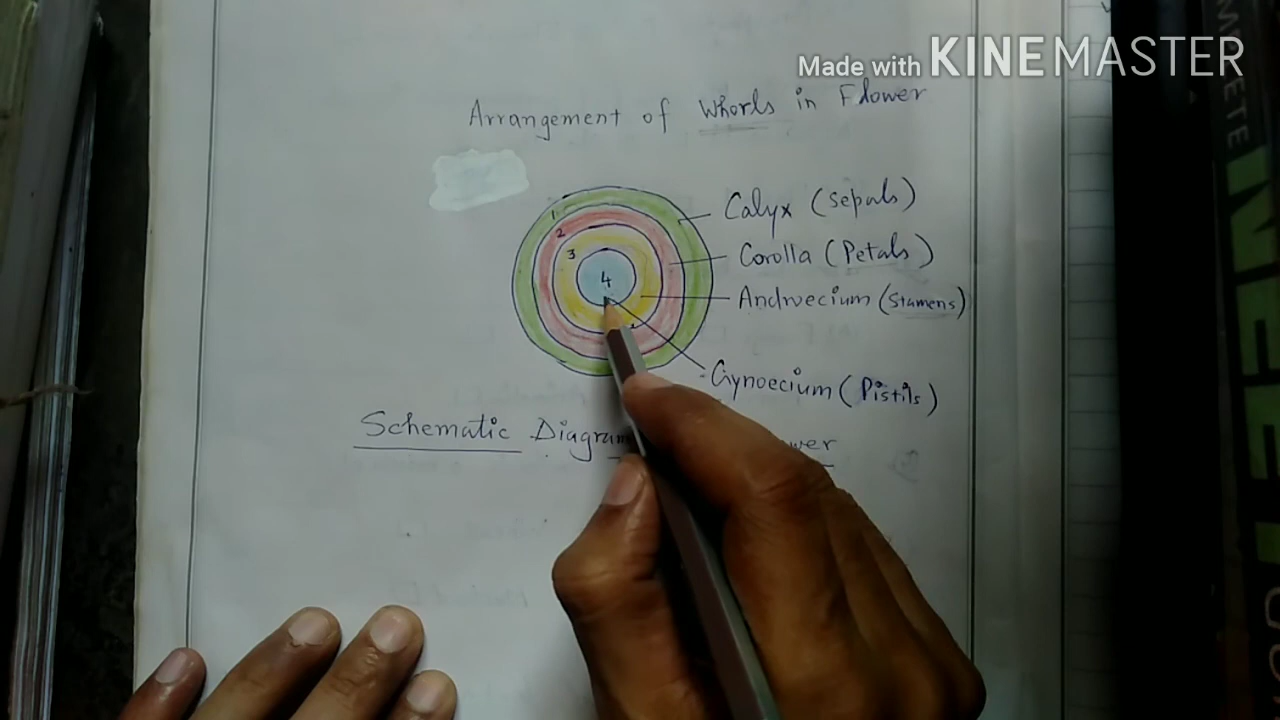 Made with KINEMASTER
Arrangement of Whorls in Flower
1
2
3
4
Calyx (Sepals)
Corolla (Petals)
Androecium (Stamens)
Gynoecium (Pistils)
Schematic Diagram